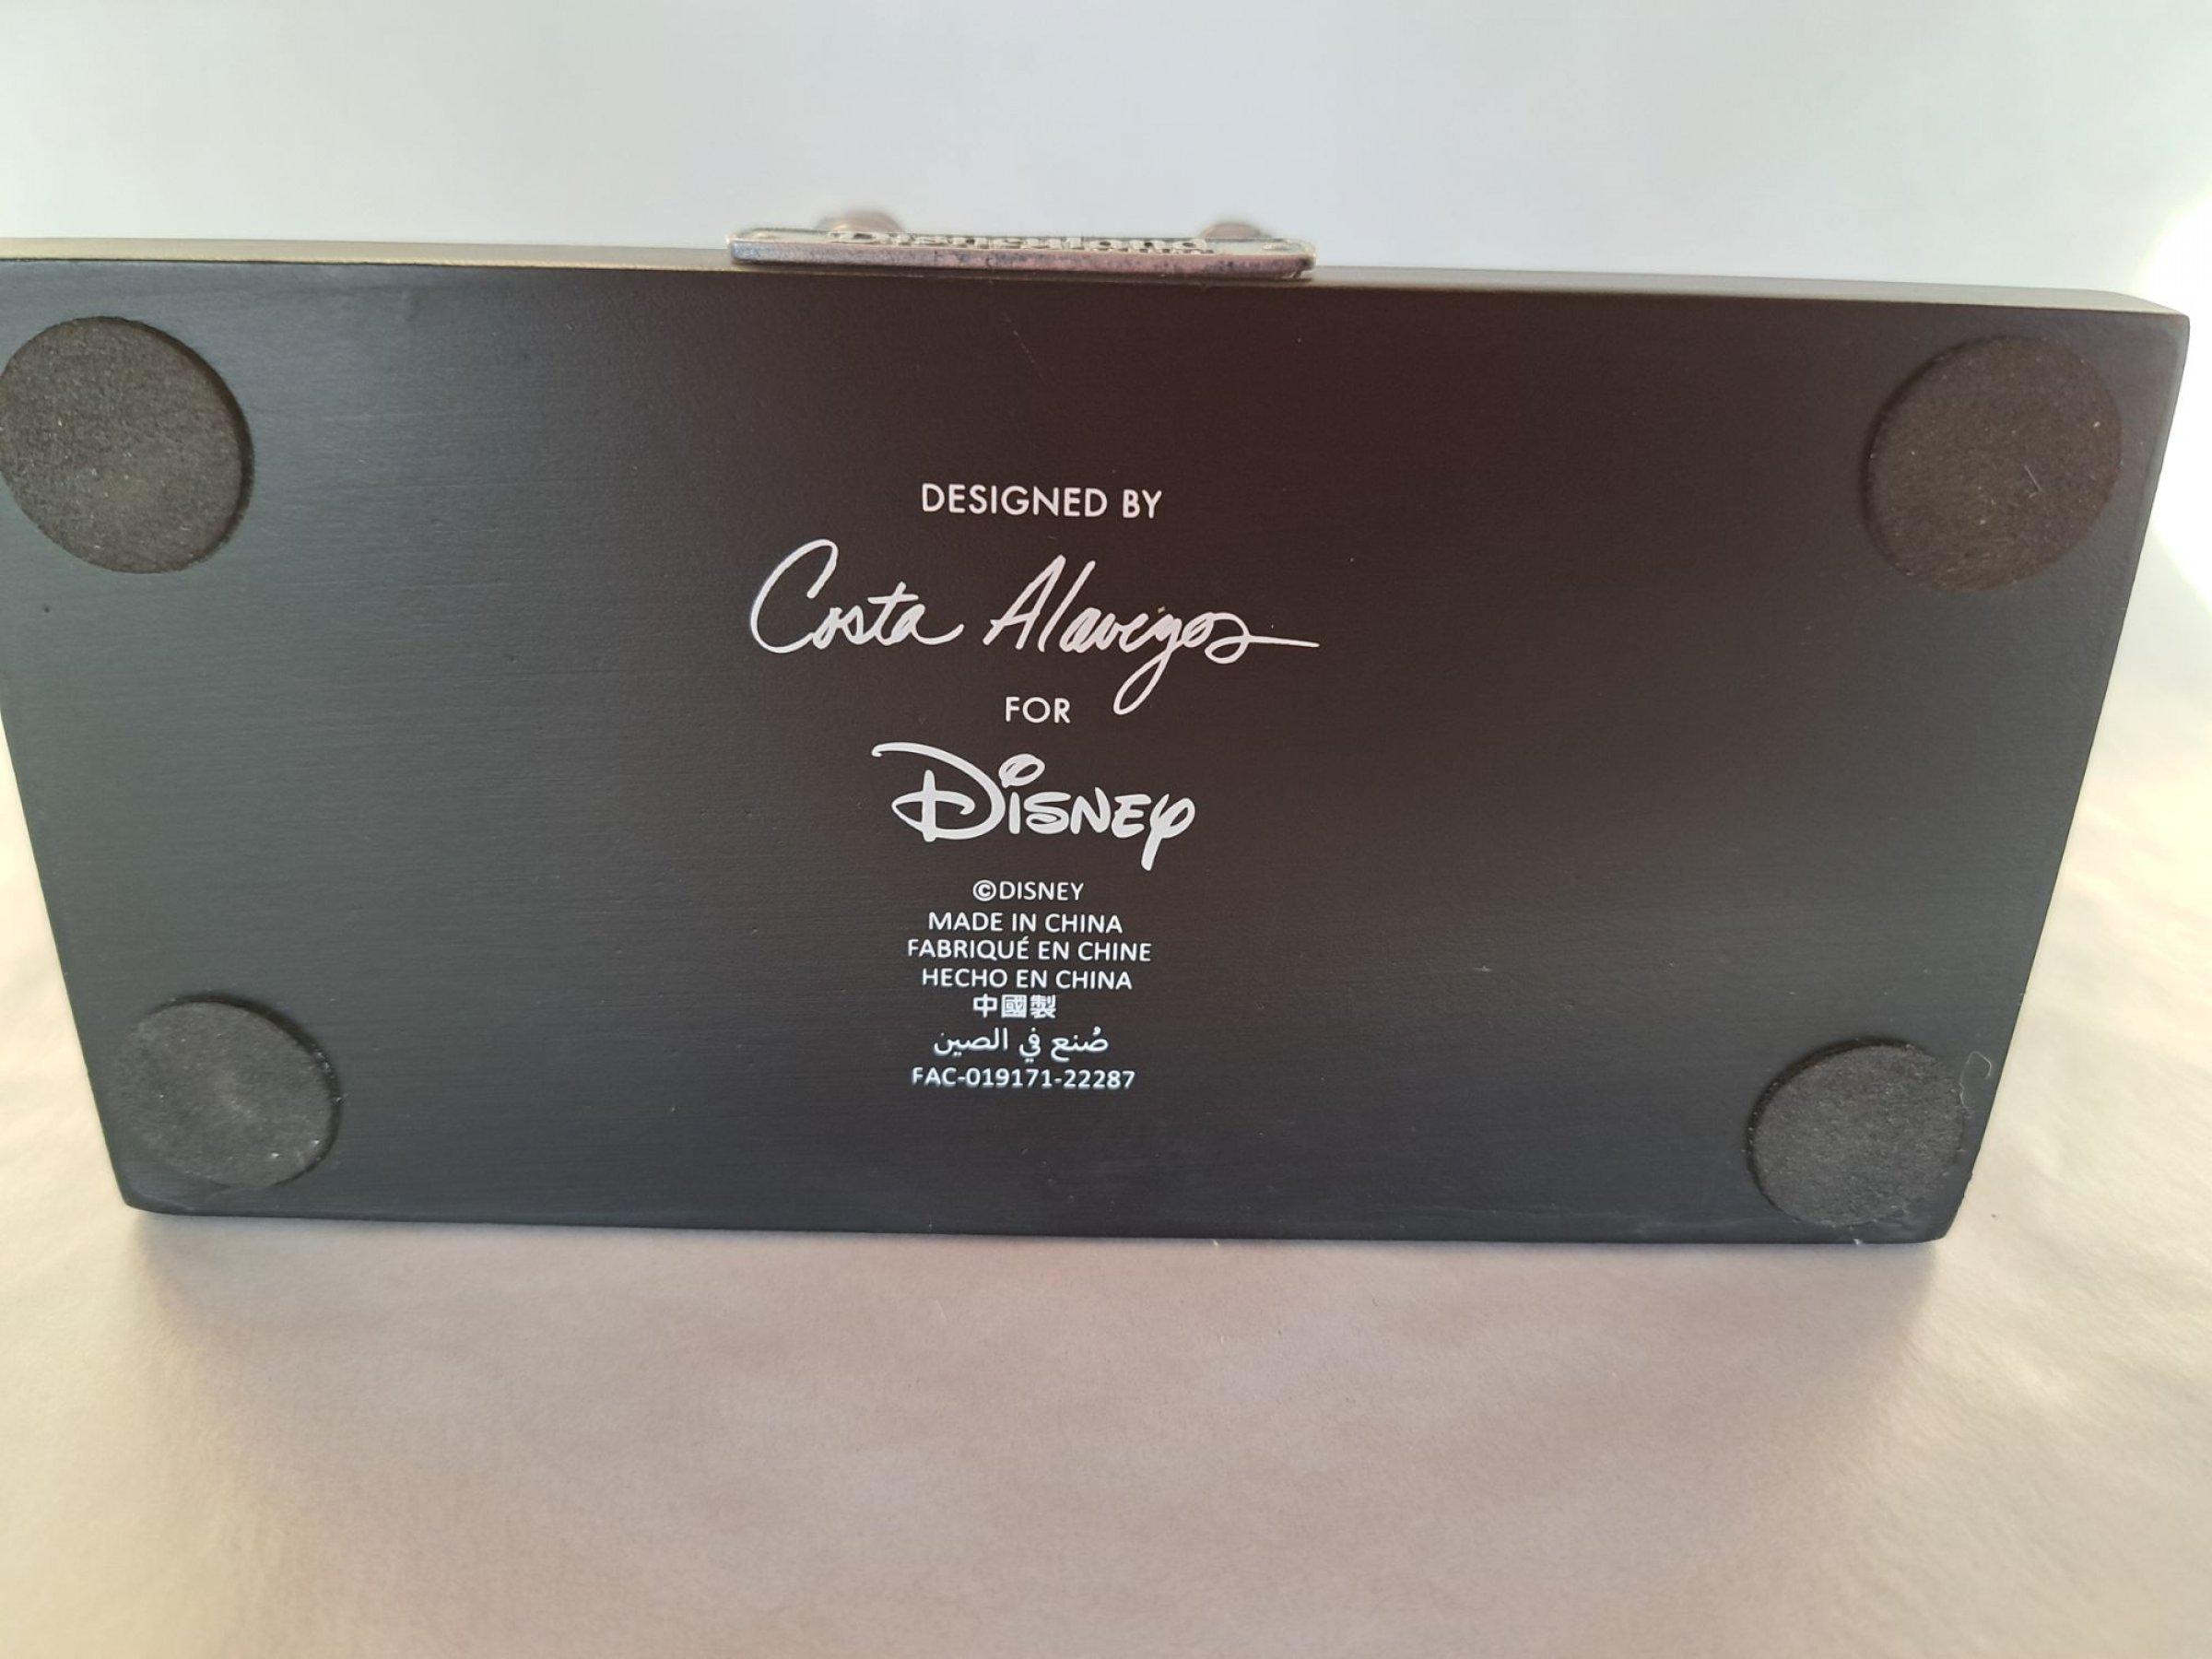 Disneyland
DESIGNED BY
Costa Alavezos
FOR
Disney
©DISNEY
MADE IN CHINA
FABRIQUÉ EN CHINE
HECHO EN CHINA
中國製
صُنع في الصين
FAC-019171-22287